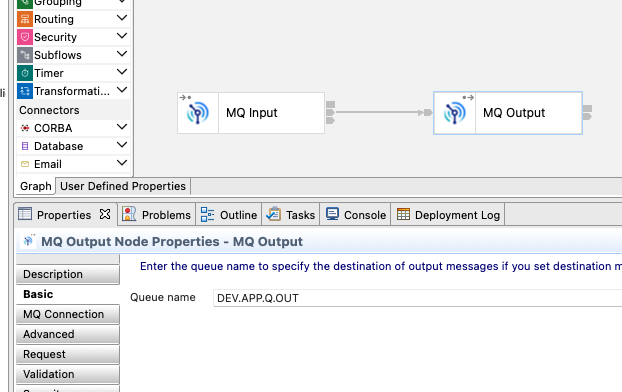 Grouping
Routing
Security
Subflows
Timer
Transformati...
Connectors
CORBA
Database
Email
MQ Input
MQ Output
Graph
User Defined Properties
Properties
Problems
Outline
Tasks
Console
Deployment Log
MQ Output Node Properties - MQ Output
Description
Basic
MQ Connection
Advanced
Request
Validation
Enter the queue name to specify the destination of output messages if you set destination m
Queue name
DEV.APP.Q.OUT